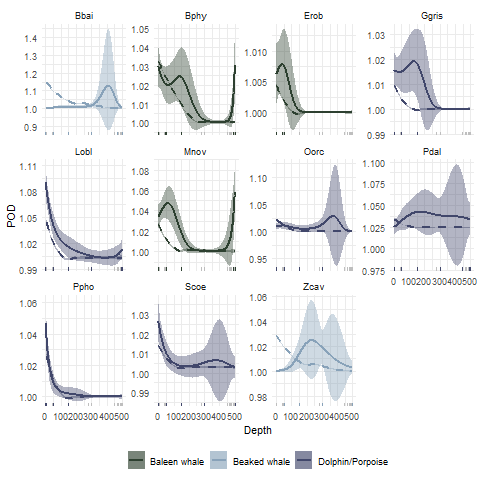 Bbai Bphy Erob Ggris
1.4 1.3 1.2 1.1 1.0 0.9
1.05 1.04 1.03 1.02 1.01 1.00
1.010 1.005 1.000
1.03 1.02 1.01 1.00 0.99
Lobl Mnov Oorc Pdal
1.11 1.08 1.05 1.02 0.99
1.08 1.06 1.04 1.02 1.00
1.10 1.05 1.00 0.95
1.100 1.075 1.050 1.025 1.000 0.975
0 100200300400500
Ppho Scoe Zcav
1.06 1.04 1.02 1.00
1.03 1.02 1.01 1.00 0.99
1.06 1.04 1.02 1.00 0.98
0 100200300400500 0 100200300400500 0 100200300400500
POD
Depth
Baleen whale Beaked whale Dolphin/Porpoise